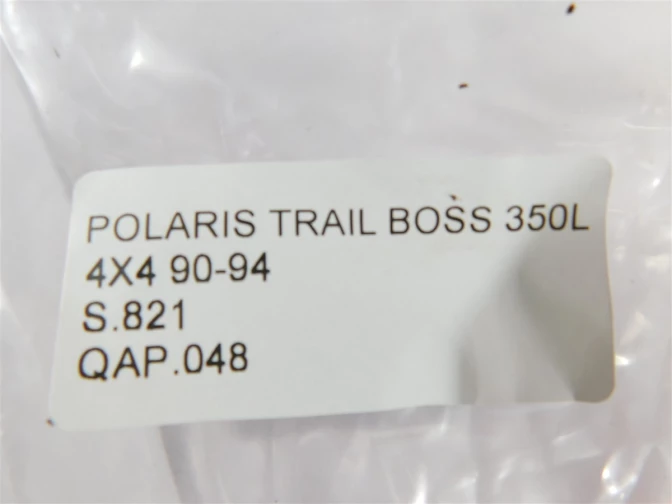 POLARIS TRAIL BOSS 350L
4X4 90-94
S.821
QAP.048